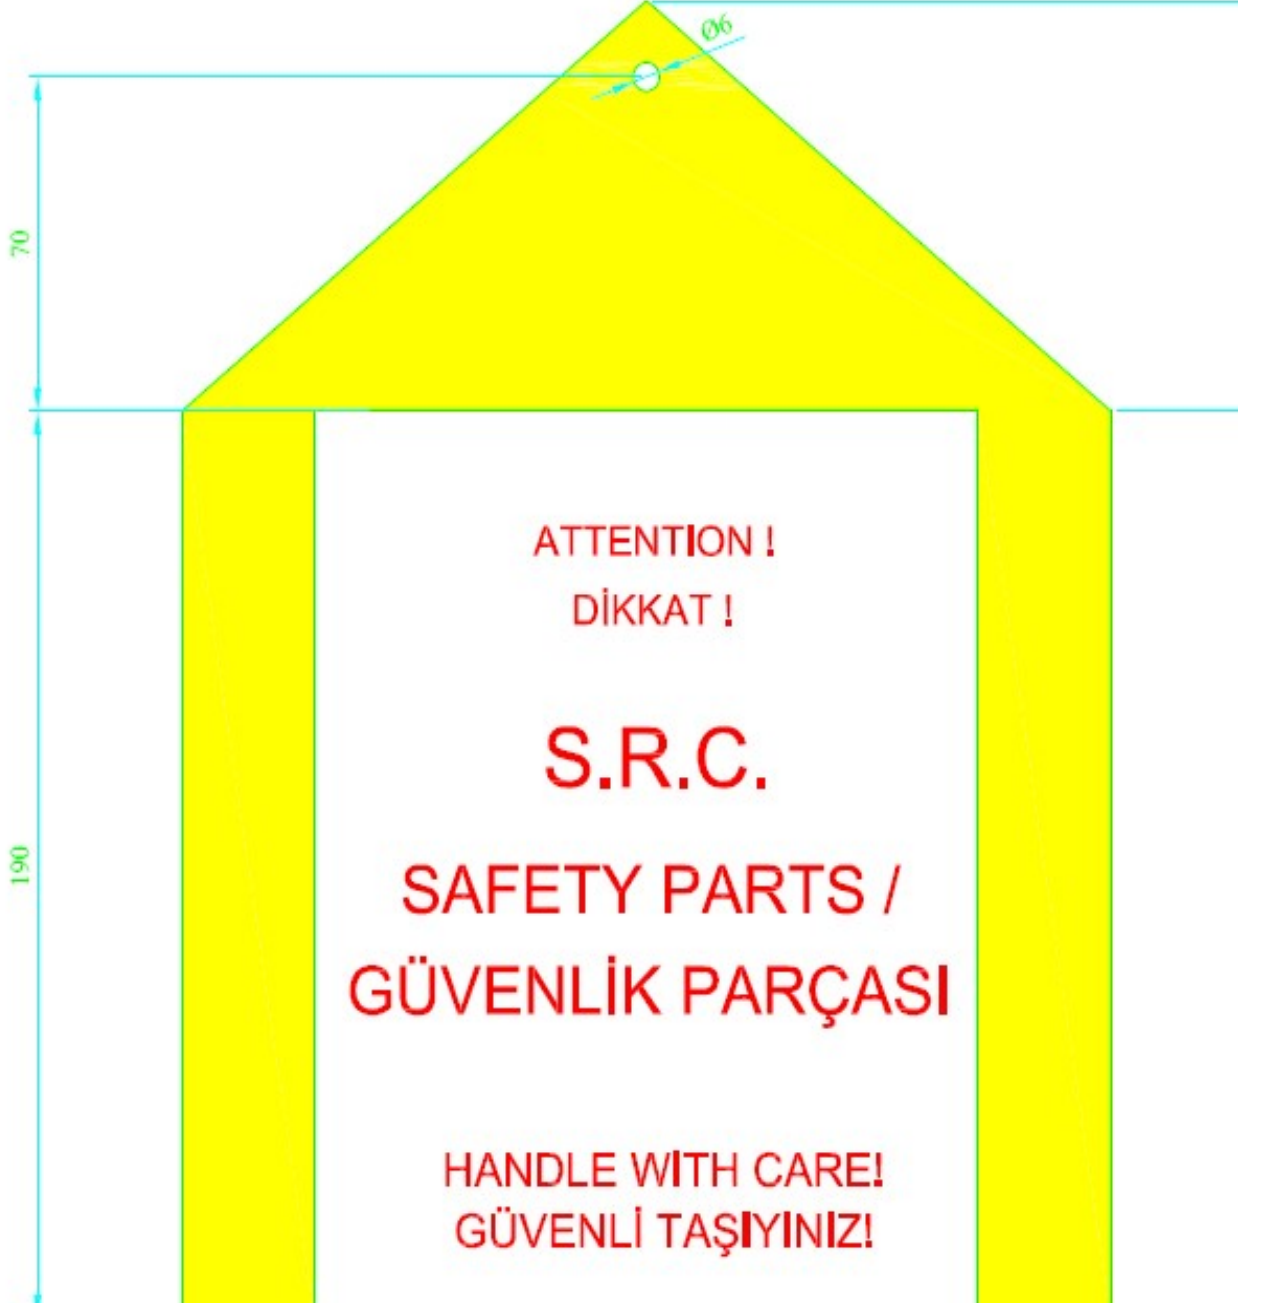 Ø6
70
ATTENTION !
DİKKAT !
S.R.C.
SAFETY PARTS /
190
GÜVENLİK PARÇASI
HANDLE WITH CARE!
GÜVENLİ TAŞIYINIZ!